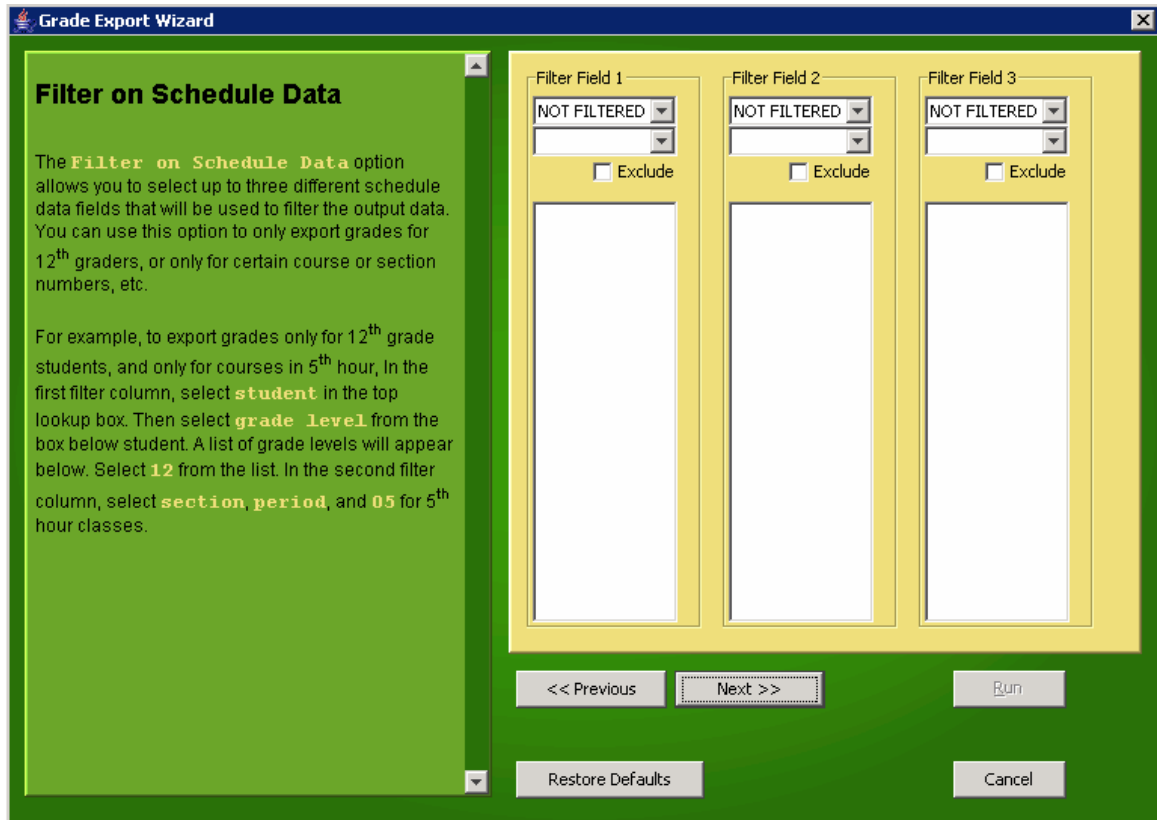 Grade Export Wizard
Filter on Schedule Data
The Filter on Schedule Data option
allows you to select up to three different schedule
data fields that will be used to filter the output data.
You can use this option to only export grades for
12th graders, or only for certain course or section
numbers, etc.
For example, to export grades only for 12th grade
students, and only for courses in 5th hour, In the
first filter column, select student in the top
lookup box. Then select grade level from the
box below student. A list of grade levels will appear
below. Select 12 from the list. In the second filter
column, select section, period, and 05 for 5th
hour classes.
Filter Field 1
NOT FILTERED
Exclude
Filter Field 2
NOT FILTERED
Exclude
Filter Field 3
NOT FILTERED
Exclude
<< Previous
Next >>
Run
Restore Defaults
Cancel